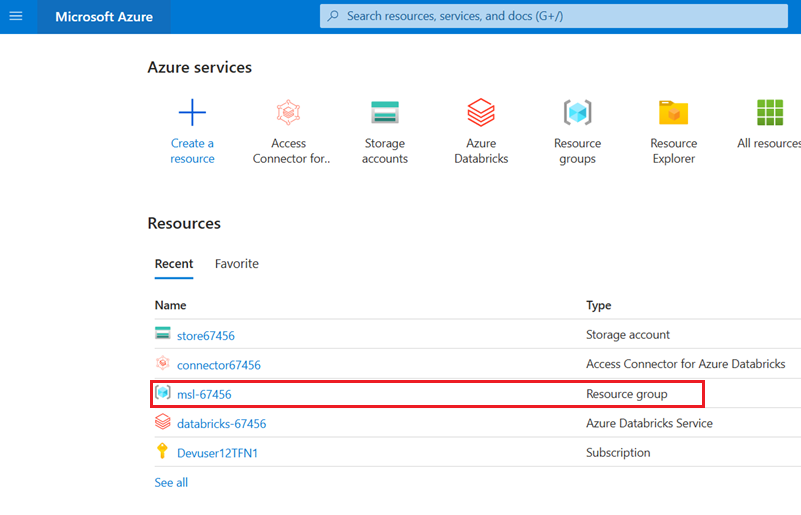 Microsoft Azure
Search resources, services, and docs (G+/)
Azure services
Create a resource
Access Connector for..
Storage accounts
Azure Databricks
Resource groups
Resource Explorer
All resources
Resources
Recent Favorite
Name Type
store67456 Storage account
connector67456 Access Connector for Azure Databricks
msl-67456 Resource group
databricks-67456 Azure Databricks Service
Devuser12TFN1 Subscription
See all